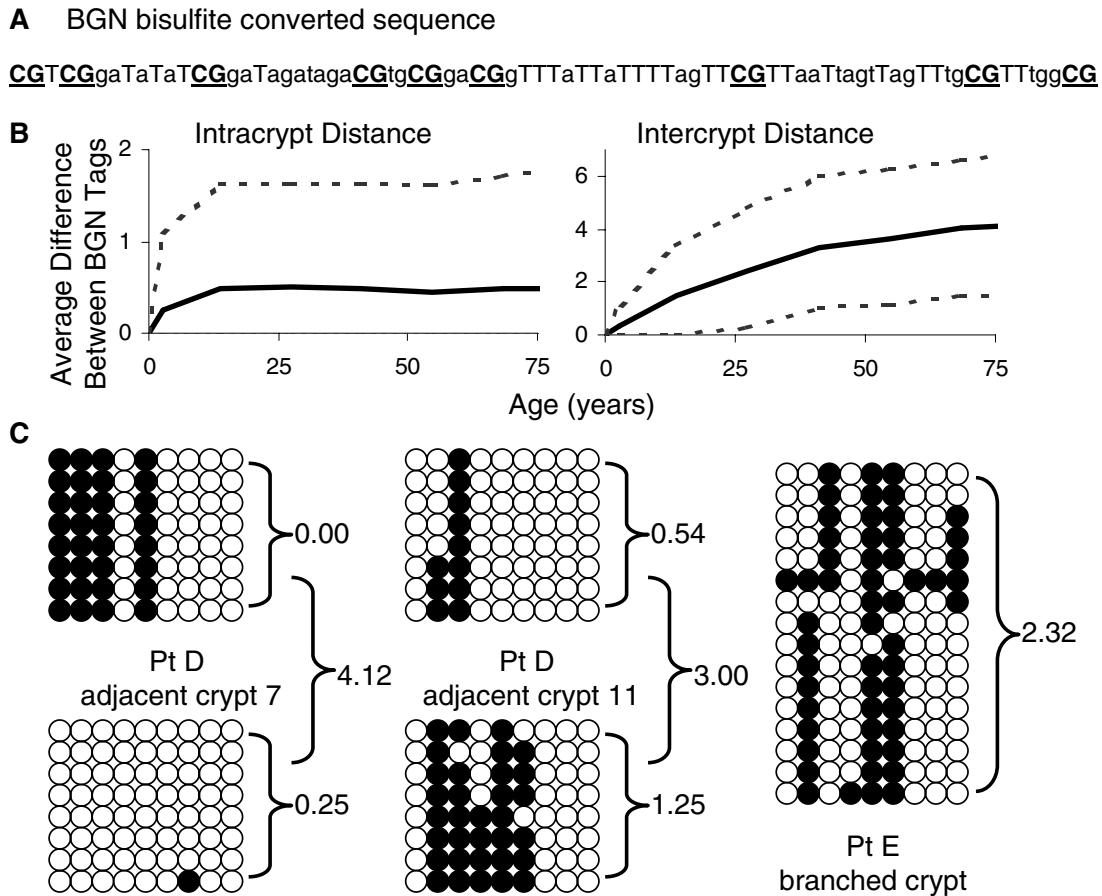 A BGN bisulfite converted sequence
CGTCGgaTaTaTCGgaTagatagaCGtgCGgaCGgTTTaTTaTTTTagTTCGTTaaTtagtTagTTtgCGTTtggCG
B
Intracrypt Distance
Intercrypt Distance
Average Difference
Between BGN Tags
2
1
0
0 25 50 75
6
4
2
0
0 25 50 75
Age (years)
C
0.00
0.54
Pt D
adjacent crypt 7
4.12
Pt D
adjacent crypt 11
3.00
2.32
0.25
1.25
Pt E
branched crypt